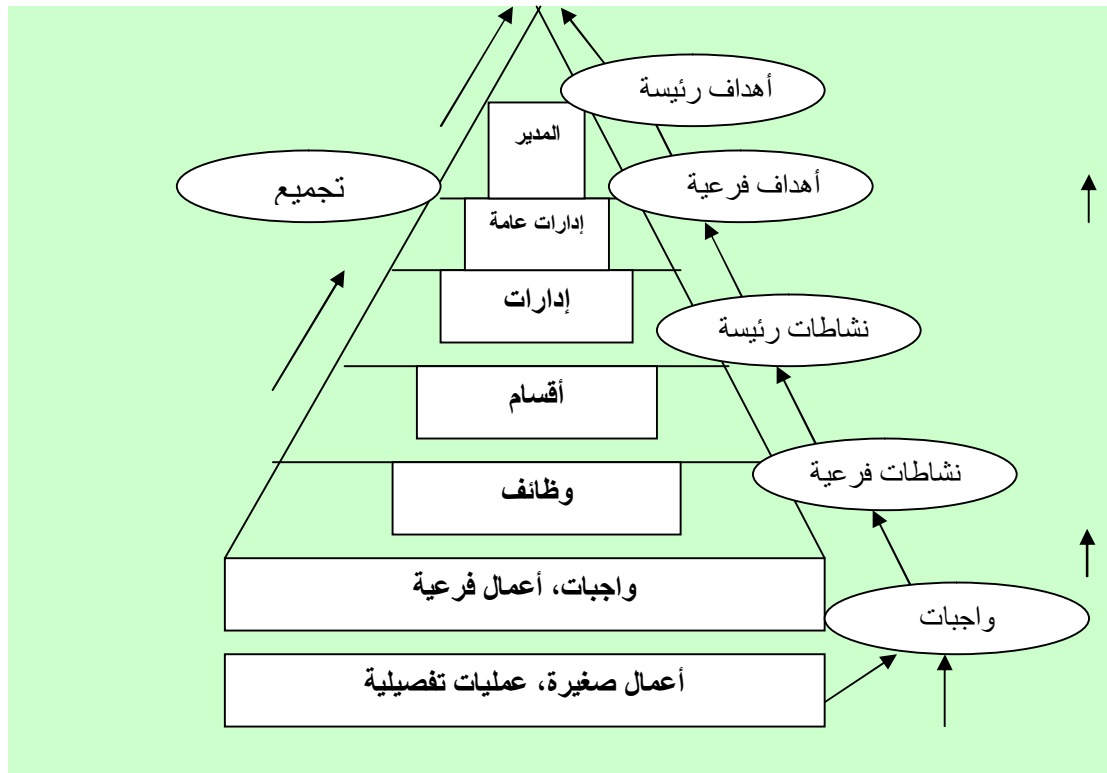 أهداف رئيسة
المدير
أهداف فرعية
تجميع
إدارات عامة
إدارات
نشاطات رئيسة
أقسام
نشاطات فرعية
وظائف
واجبات، أعمال فرعية
واجبات
أعمال صغيرة، عمليات تفصيلية